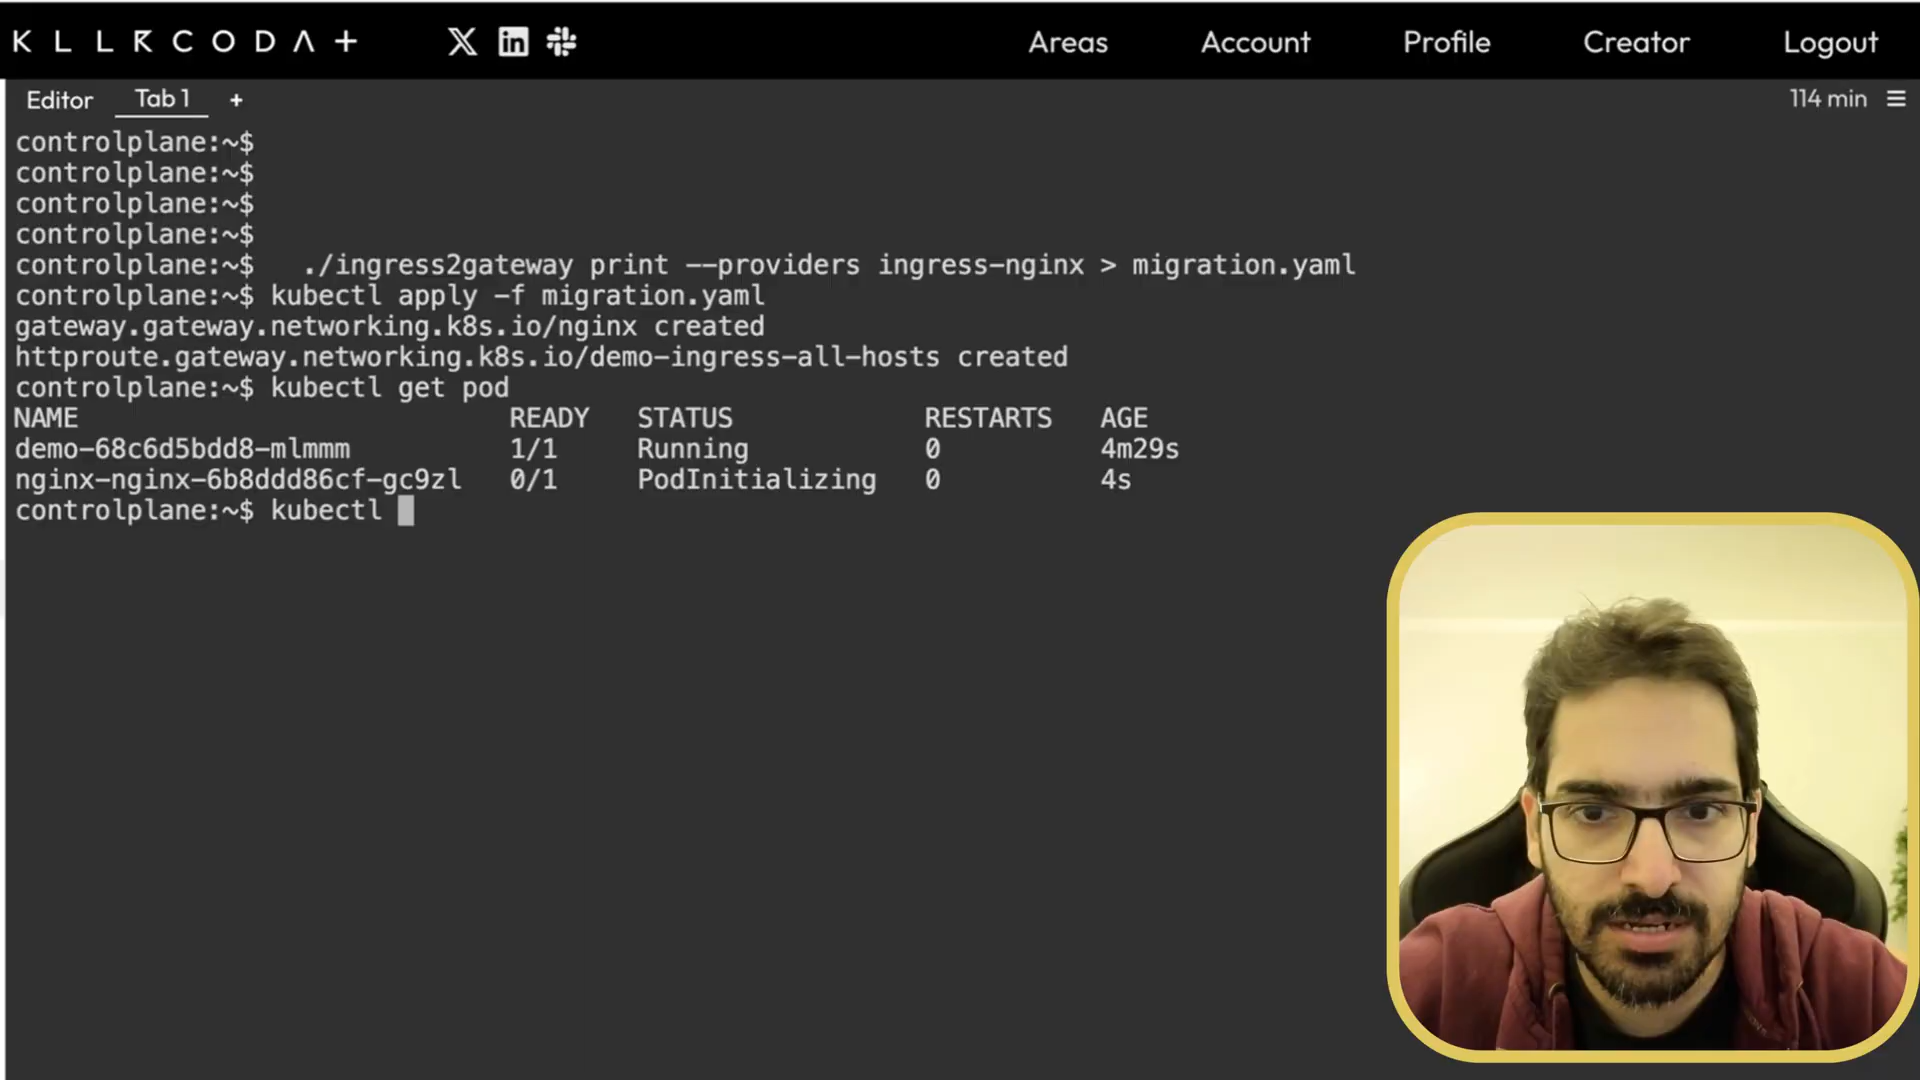 KLLRCODA+
Areas Account Profile Creator Logout
Editor Tab 1 + 114 min
controlplane:~$
controlplane:~$
controlplane:~$
controlplane:~$
controlplane:~$ ./ingress2gateway print --providers ingress-nginx > migration.yaml
controlplane:~$ kubectl apply -f migration.yaml
gateway.gateway.networking.k8s.io/nginx created
httproute.gateway.networking.k8s.io/demo-ingress-all-hosts created
controlplane:~$ kubectl get pod
NAME READY STATUS RESTARTS AGE
demo-68c6d5bdd8-mlmmm 1/1 Running 0 4m29s
nginx-nginx-6b8ddd86cf-gc9zl 0/1 PodInitializing 0 4s
controlplane:~$ kubectl